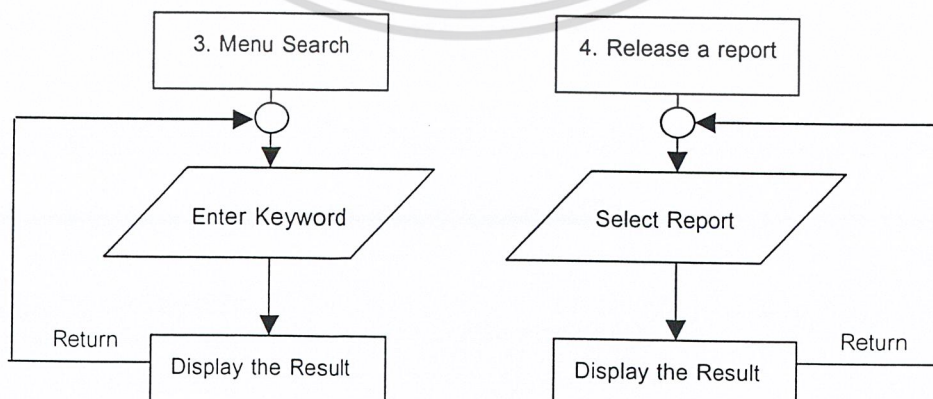 3. Menu Search
4. Release a report
Enter Keyword
Select Report
Return
Display the Result
Display the Result
Return